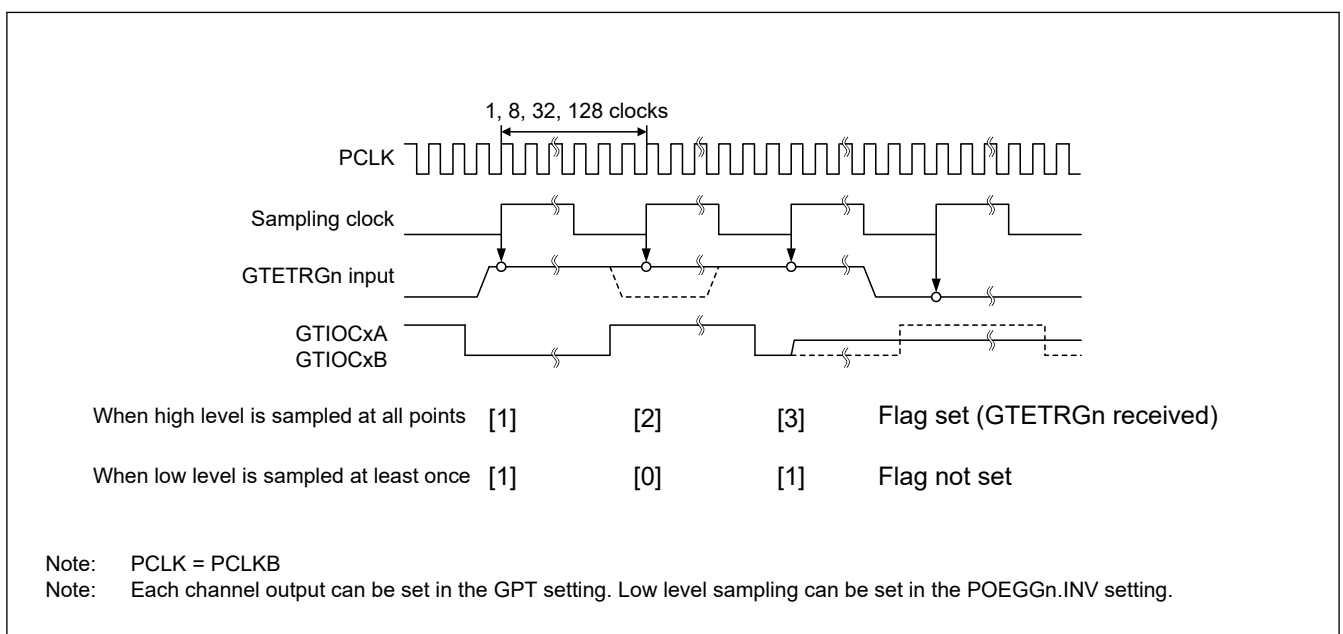 1, 8, 32, 128 clocks
PCLK
Sampling clock
GTETRGn input
GTIOCxA
GTIOCxB
When high level is sampled at all points [1] [2] [3] Flag set (GTETRGn received)
When low level is sampled at least once [1] [0] [1] Flag not set
Note: PCLK = PCLKB
Note: Each channel output can be set in the GPT setting. Low level sampling can be set in the POEGGn.INV setting.